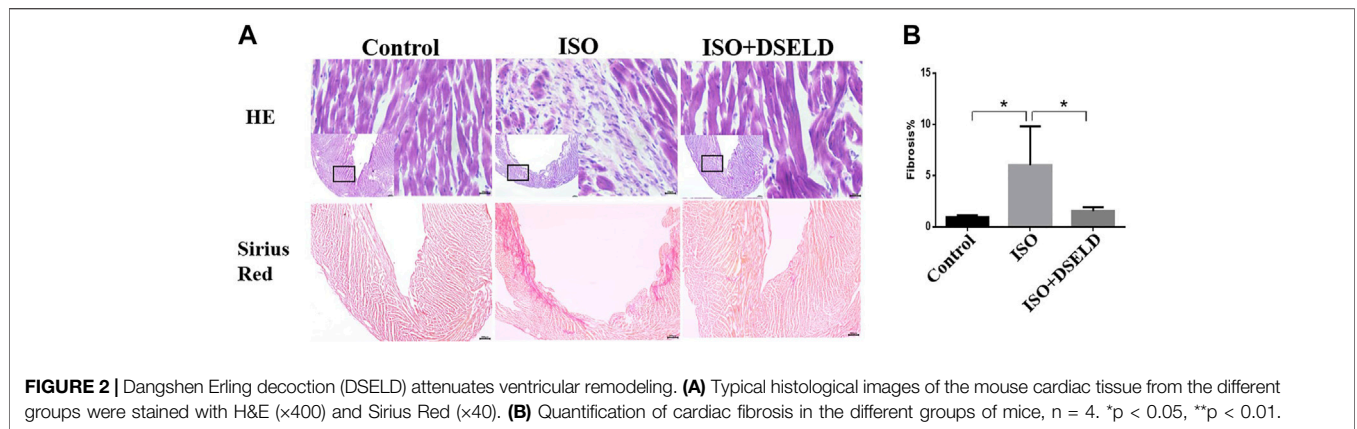 A
B
Control ISO ISO+DSELD
HE
Sirius
Red
15
10
5
0
Fibrosis%
*
*
Control
ISO
ISO+DSELD
FIGURE 2 | Dangshen Erling decoction (DSELD) attenuates ventricular remodeling. (A) Typical histological images of the mouse cardiac tissue from the different
groups were stained with H&E (×400) and Sirius Red (×40). (B) Quantification of cardiac fibrosis in the different groups of mice, n = 4. *p < 0.05, **p < 0.01.